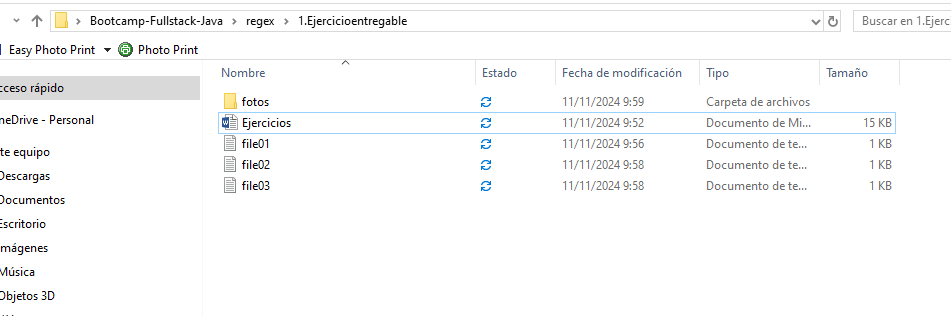 Bootcamp-Fullstack-Java > regex > 1.Ejercicioentregable
Buscar en 1.Ejerc
Easy Photo Print Photo Print
Nombre Estado Fecha de modificación Tipo Tamaño
cceso rápido
neDrive - Personal
te equipo
Descargas
Documentos
Escritorio
mágenes
Música
Objetos 3D
fotos 11/11/2024 9:59 Carpeta de archivos
Ejercicios 11/11/2024 9:52 Documento de Mi... 15 KB
file01 11/11/2024 9:56 Documento de te... 1 KB
file02 11/11/2024 9:58 Documento de te... 1 KB
file03 11/11/2024 9:58 Documento de te... 1 KB